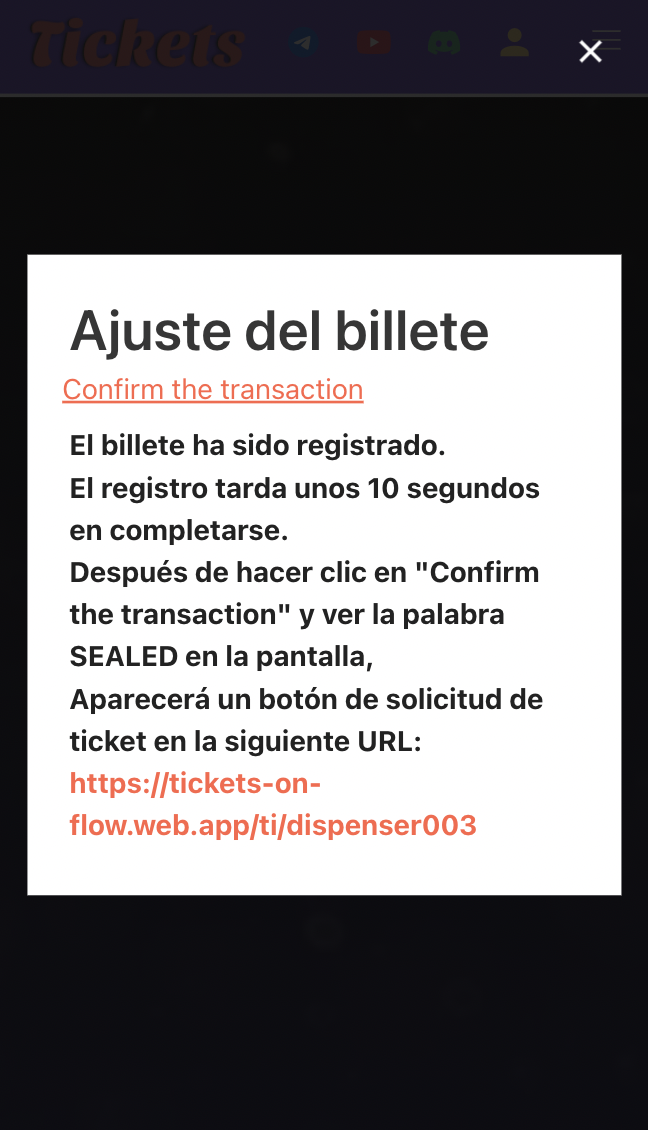 Tickets
Ajuste del billete
Confirm the transaction
El billete ha sido registrado.
El registro tarda unos 10 segundos
en completarse.
Después de hacer clic en "Confirm
the transaction" y ver la palabra
SEALED en la pantalla,
Aparecerá un botón de solicitud de
ticket en la siguiente URL:
https://tickets-on-
flow.web.app/ti/dispenser003